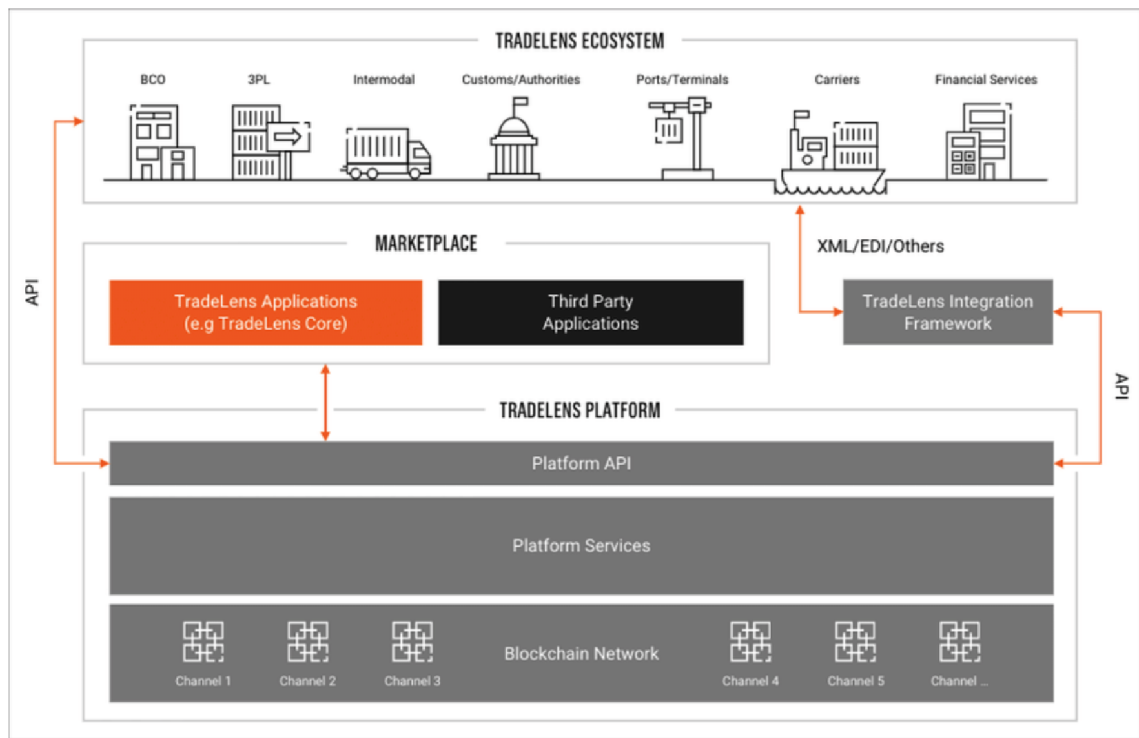 TRADELENS ECOSYSTEM
BCO
3PL
Intermodal
Customs/Authorities
Ports/Terminals
Carriers
Financial Services
API
MARKETPLACE
TradeLens Applications
(e.g TradeLens Core)
Third Party
Applications
XML/EDI/Others
TradeLens Integration
Framework
API
TRADELENS PLATFORM
Platform API
Platform Services
Blockchain Network
Channel 1
Channel 2
Channel 3
Channel 4
Channel 5
Channel ...